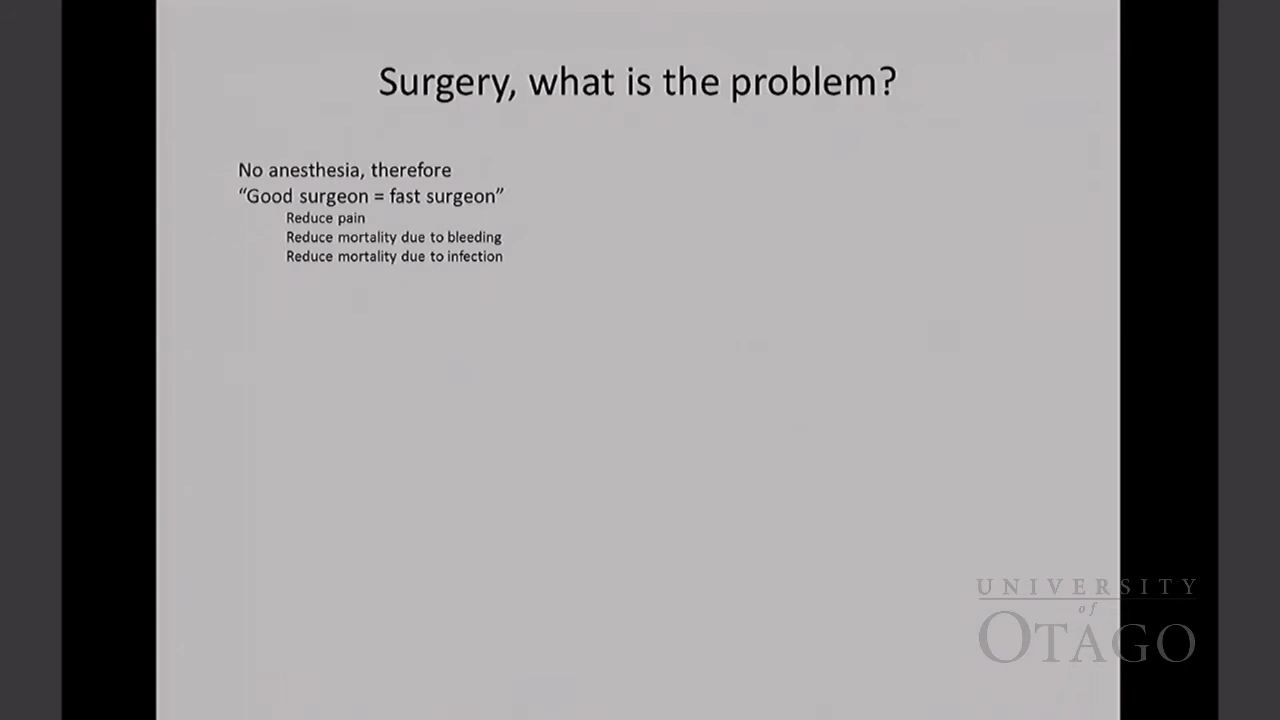 Surgery, what is the problem?
No anesthesia, therefore
“Good surgeon = fast surgeon”
Reduce pain
Reduce mortality due to bleeding
Reduce mortality due to infection
UNIVERSITY
of
OTAGO